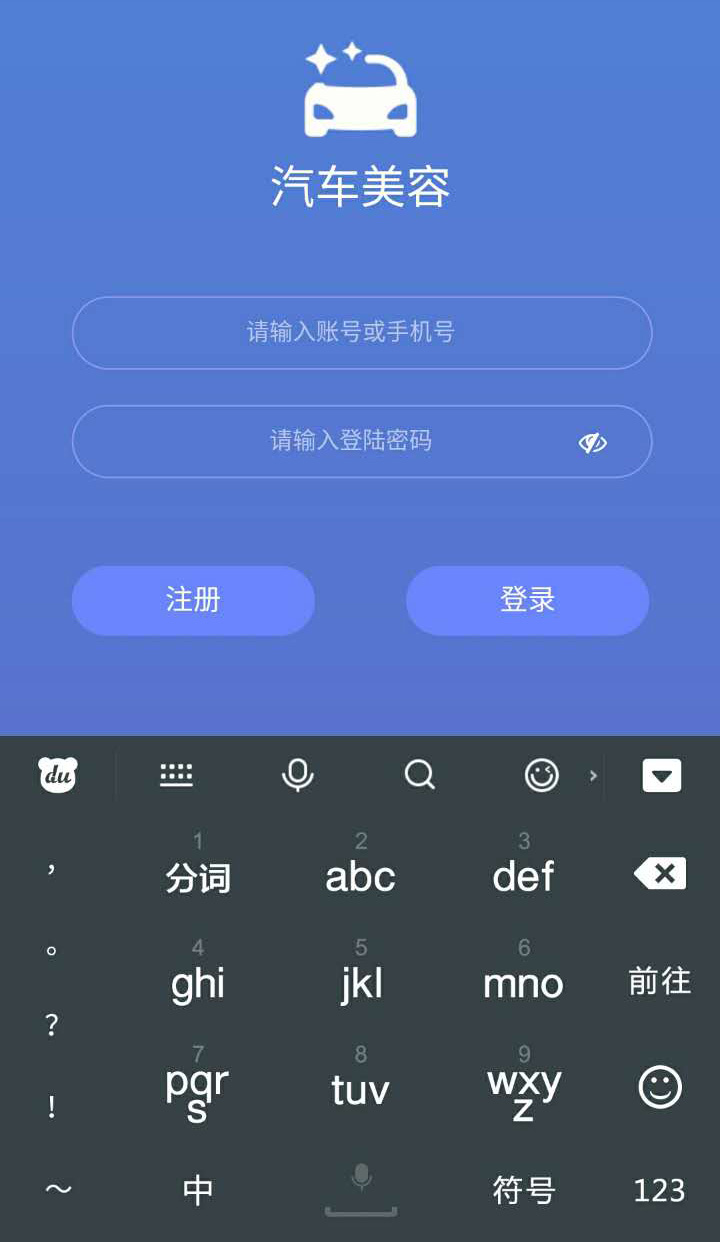 汽车美容
请输入账号或手机号
请输入登陆密码
注册 登录
du
1 2 3
， 分词 abc def
。
4 5 6
ghi jkl mno 前往
？
7 8 9
pqrs tuv wxyz
！
～ 中 符号 123